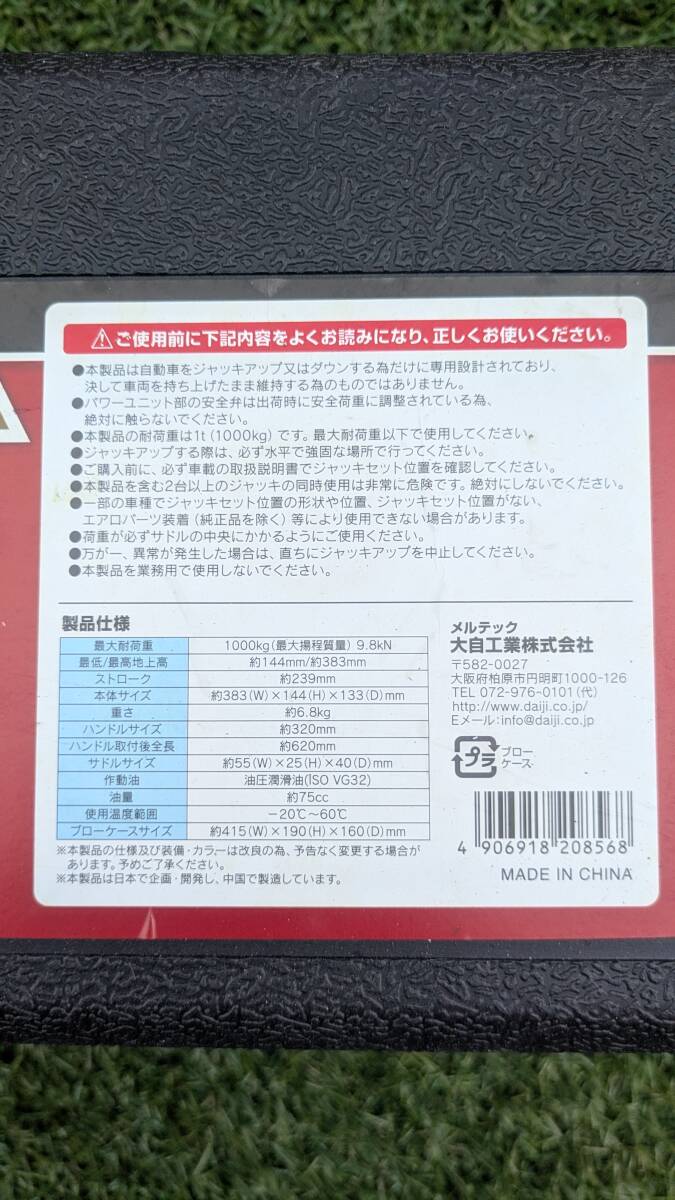 ご使用前に下記内容をよくお読みになり、正しくお使いください。
●本製品は自動車をジャッキアップ又はダウンする為だけに専用設計されており、
決して車両を持ち上げたまま維持する為のものではありません。
●パワーユニット部の安全弁は出荷時に安全荷重に調整されている為、
絶対に触らないでください。
●本製品の耐荷重は1t(1000kg)です。最大耐荷重以下で使用してください。
●ジャッキアップする際は、必ず水平で強固な場所で行ってください。
●ご購入前に、必ず車載の取扱説明書でジャッキセット位置を確認してください。
●本製品を含む2台以上のジャッキの同時使用は非常に危険です。絶対にしないでください。
●一部の車種でジャッキセット位置の形状や位置、ジャッキセット位置がない、
エアロパーツ装着(純正品を除く)等により使用できない場合があります。
●荷重が必ずサドルの中央にかかるようにご使用ください。
●万が一、異常が発生した場合は、直ちにジャッキアップを中止してください。
●本製品を業務用で使用しないでください。
製品仕様
最大耐荷重 1000kg(最大揚程質量) 9.8kN
最低/最高地上高 約144mm/約383mm
ストローク 約239mm
本体サイズ 約383(W)×144(H)×133(D)mm
重さ 約6.8kg
ハンドルサイズ 約320mm
ハンドル取付後全長 約620mm
サドルサイズ 約55(W)×25(H)×40(D)mm
作動油 油圧潤滑油(ISO VG32)
油量 約75cc
使用温度範囲 −20℃~60℃
ブローケースサイズ 約415(W)×190(H)×160(D)mm
※本製品の仕様及び装備・カラーは改良の為、予告なく変更する場合が
あります。予めご了承ください。
※本製品は日本で企画・開発し、中国で製造しています。
メルテック
大自工業株式会社
〒582-0027
大阪府柏原市円明町1000-126
TEL 072-976-0101(代)
http://www.daiji.co.jp/
Eメール:info@daiji.co.jp
プラ
ブロー
ケース
4 906918 208568
MADE IN CHINA